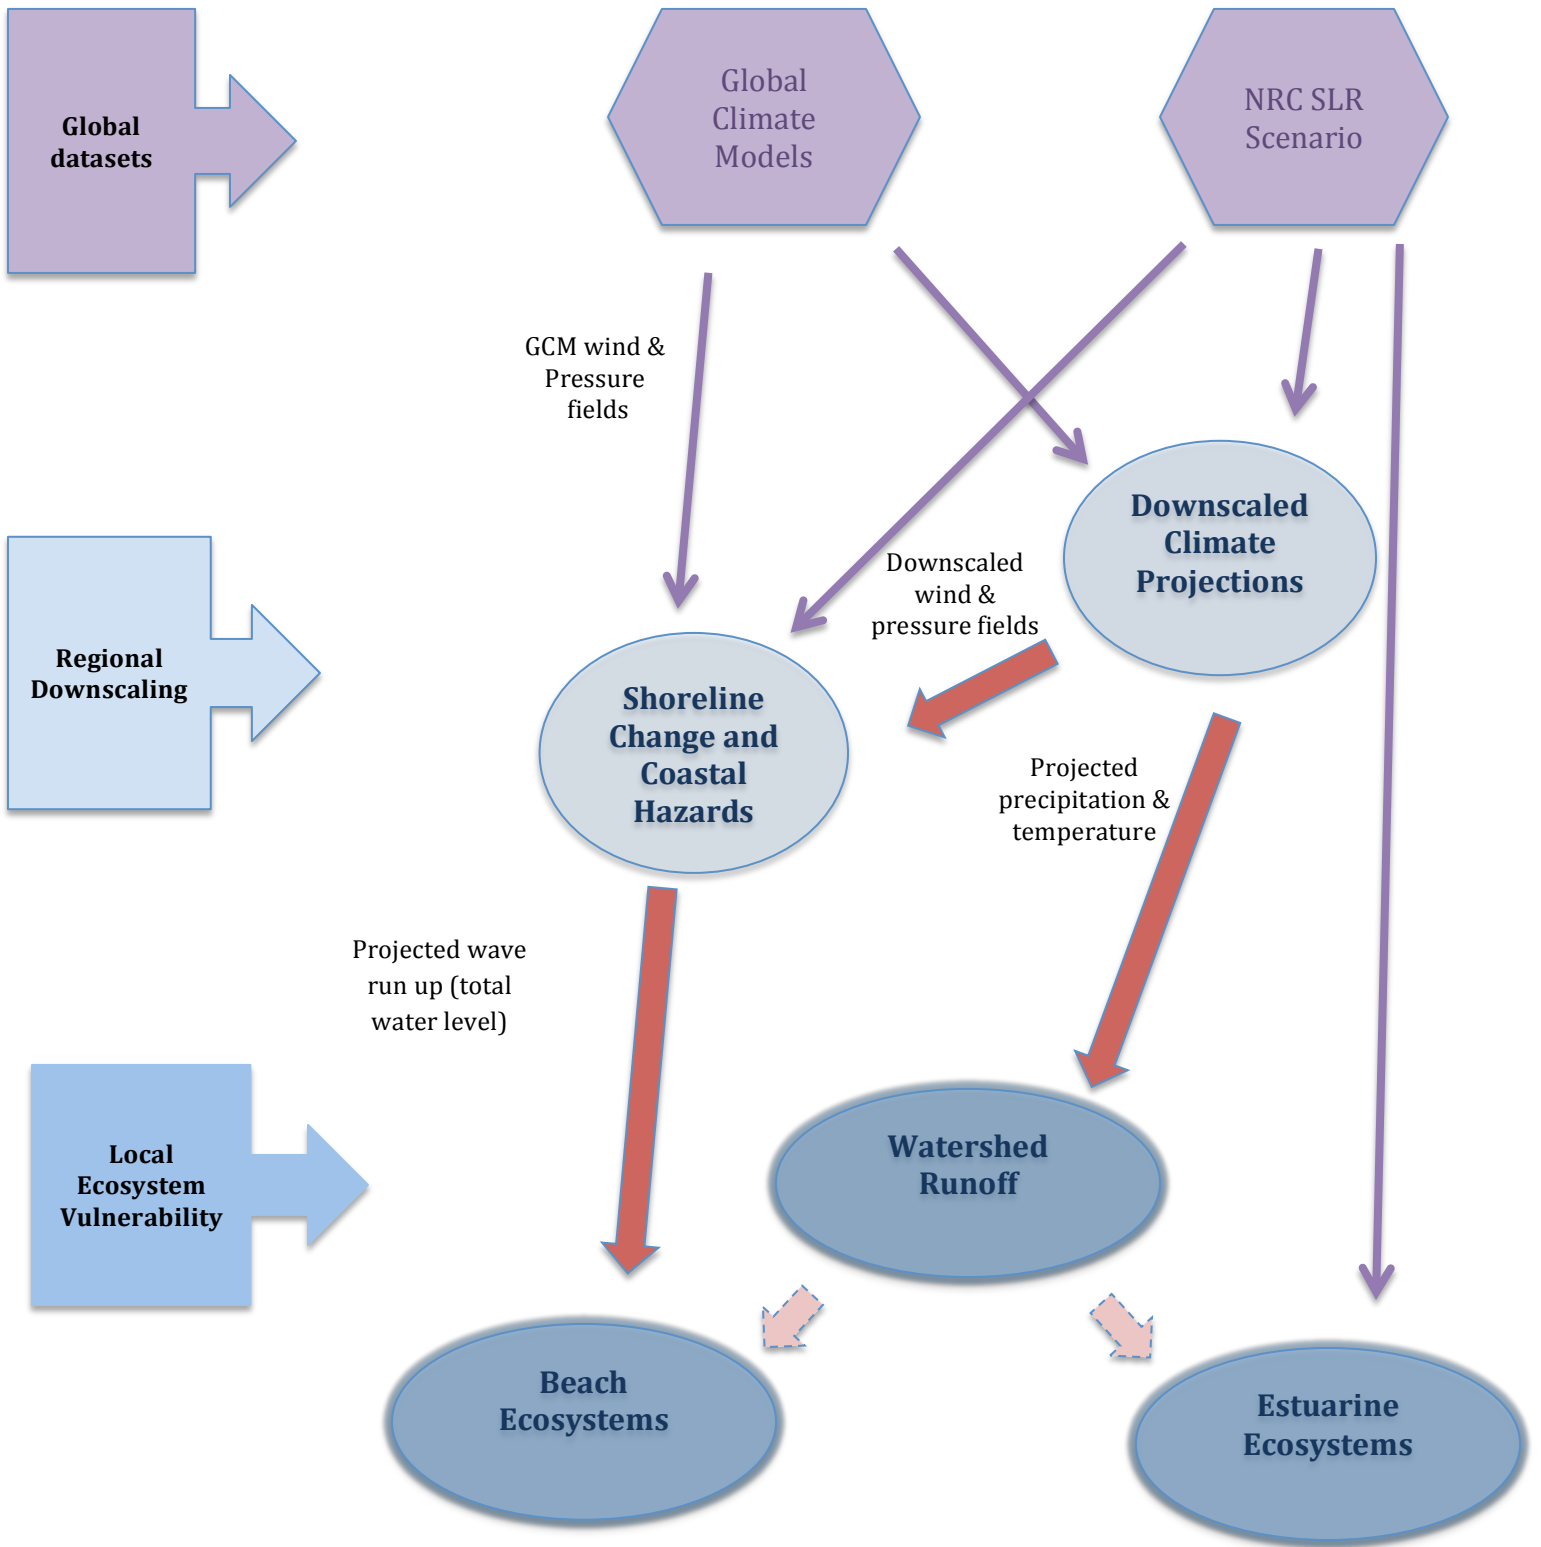 Global
datasets
Global
Climate
Models
NRC SLR
Scenario
GCM wind &
Pressure
fields
Downscaled
Climate
Projections
Downscaled
wind &
pressure fields
Regional
Downscaling
Shoreline
Change and
Coastal
Hazards
Projected
precipitation &
temperature
Projected wave
run up (total
water level)
Local
Ecosystem
Vulnerability
Watershed
Runoff
Beach
Ecosystems
Estuarine
Ecosystems